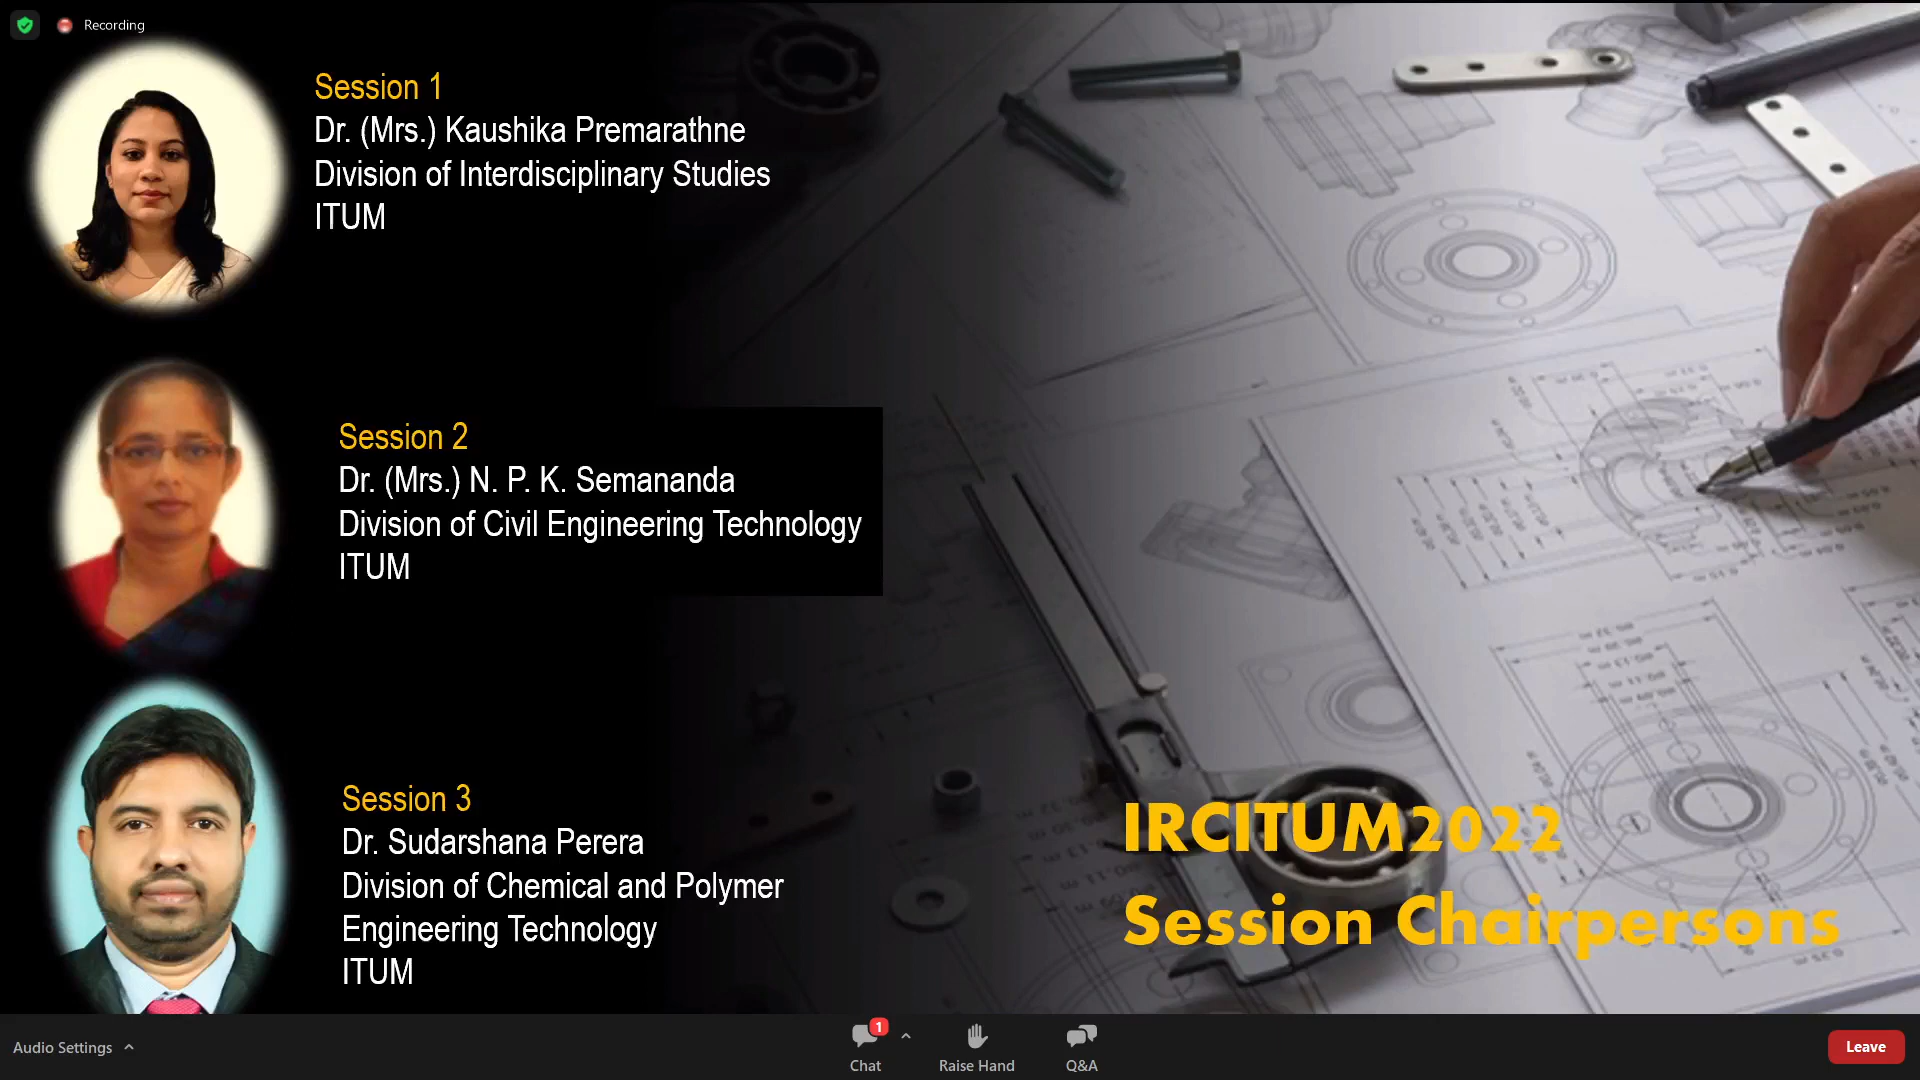 Recording
Session 1
Dr. (Mrs.) Kaushika Premarathne
Division of Interdisciplinary Studies
ITUM
Session 2
Dr. (Mrs.) N. P. K. Semananda
Division of Civil Engineering Technology
ITUM
Session 3
Dr. Sudarshana Perera
Division of Chemical and Polymer
Engineering Technology
ITUM
IRCITUM2022
Session Chairpersons
Audio Settings
1
Chat
Raise Hand
Q&A
Leave